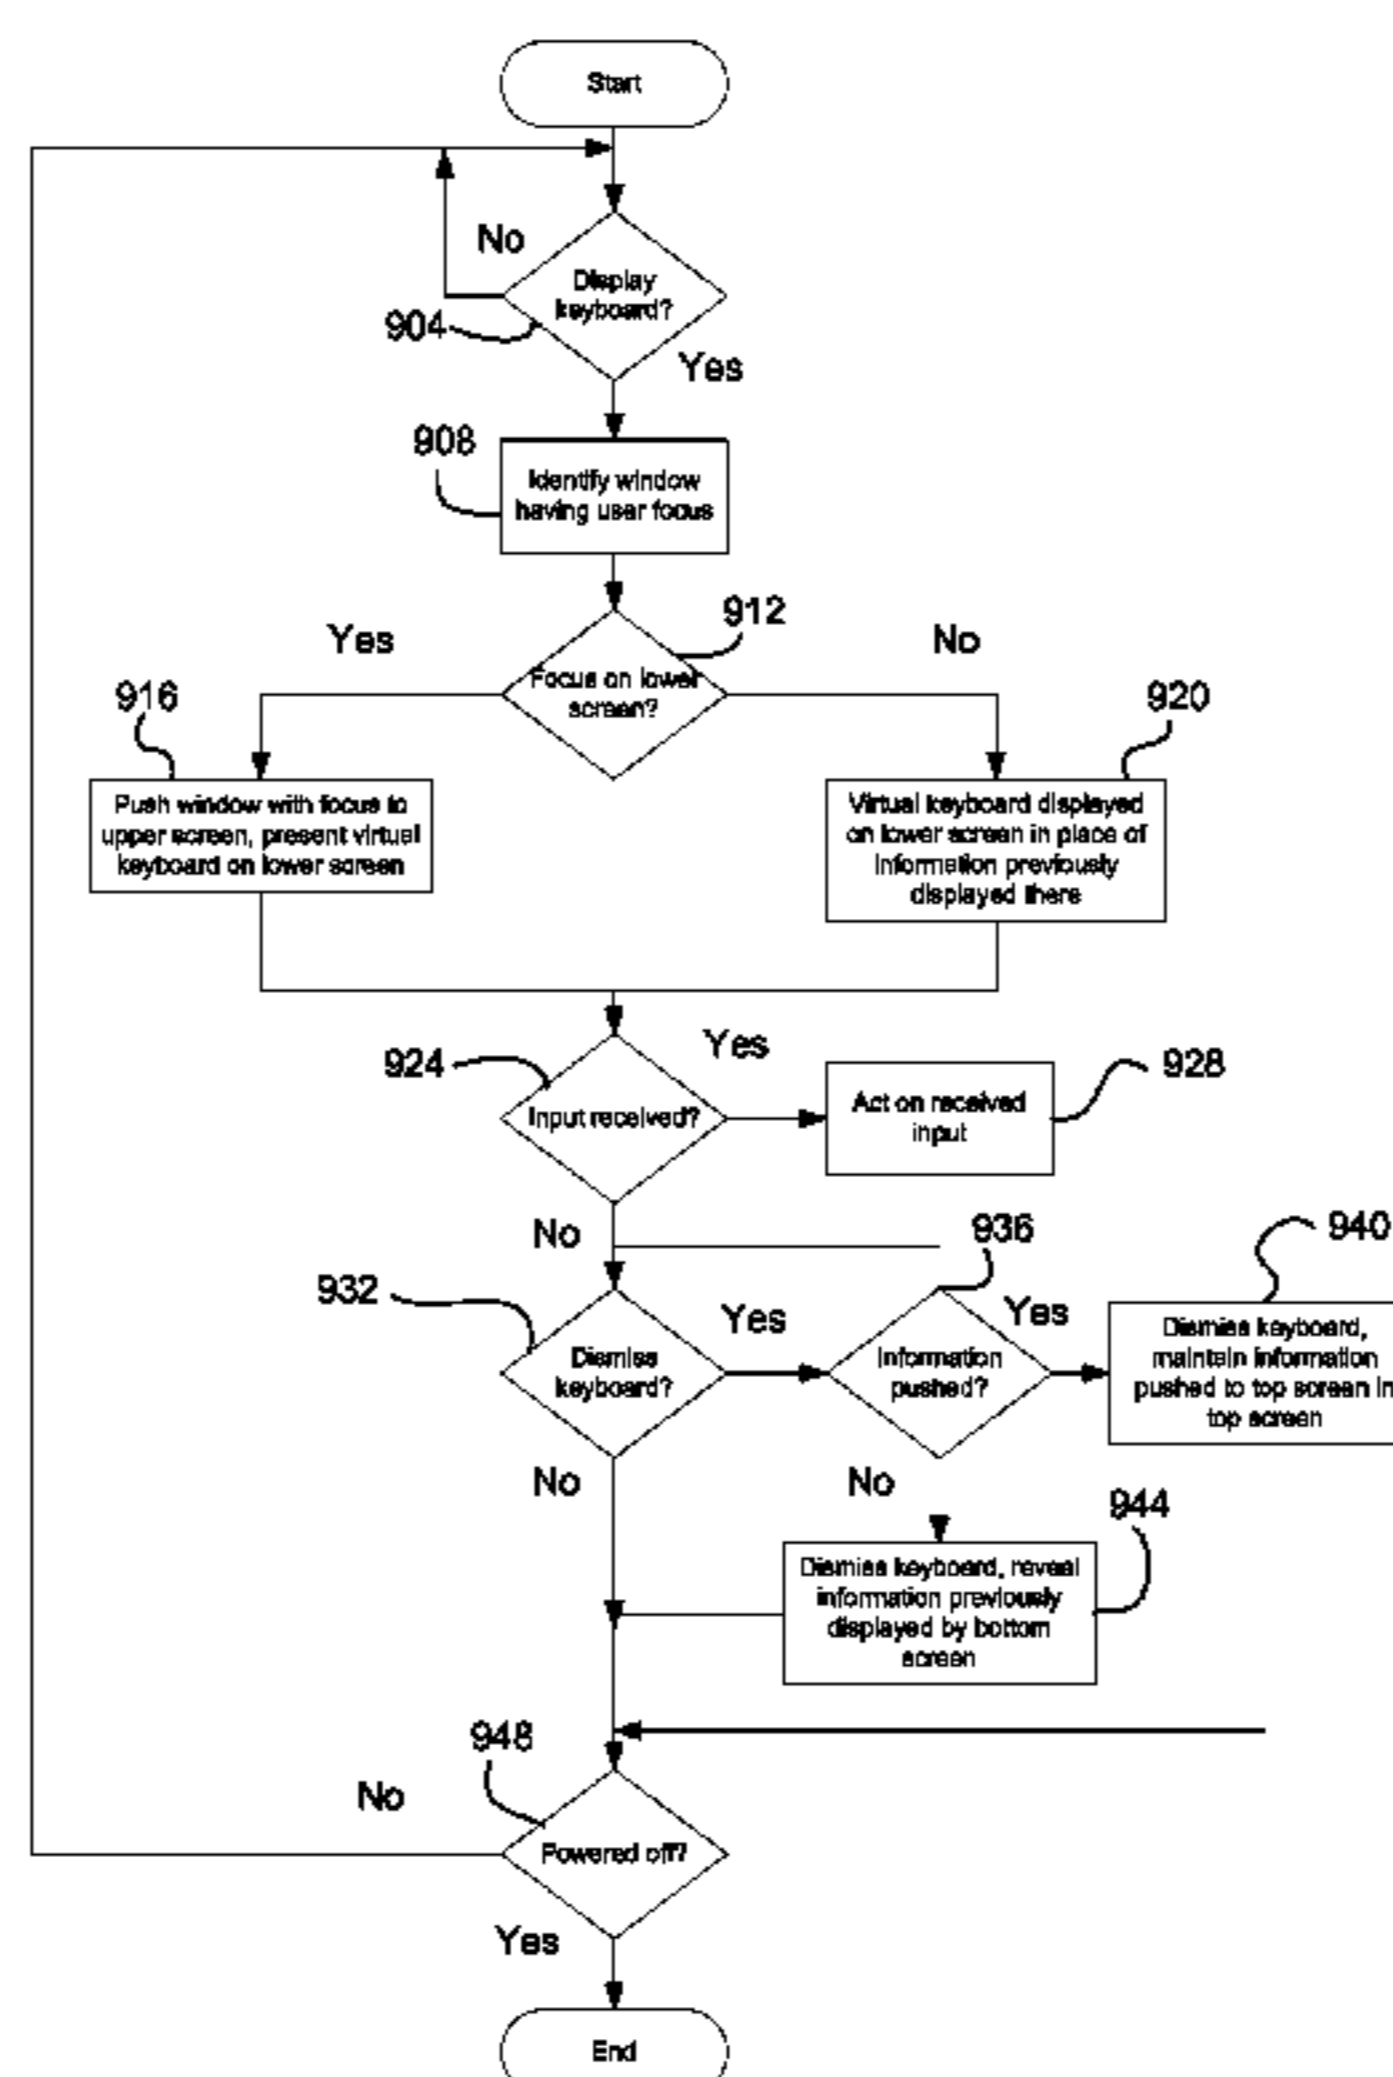 Start
No
Display
keyboard?
904
Yes
908
Identify window
having user focus
912
Yes
No
Focus on lower
screen?
916
920
Push window with focus to
upper screen, present virtual
keyboard on lower screen
Virtual keyboard displayed
on lower screen in place of
information previously
displayed there
924
Yes
928
Input received?
Act on received
input
No
936
940
932
Yes
Yes
Dismiss
keyboard?
Information
pushed?
Dismiss keyboard,
maintain information
pushed to top screen in
top screen
No
No
944
Dismiss keyboard, reveal
information previously
displayed by bottom
screen
948
No
Powered off?
Yes
End